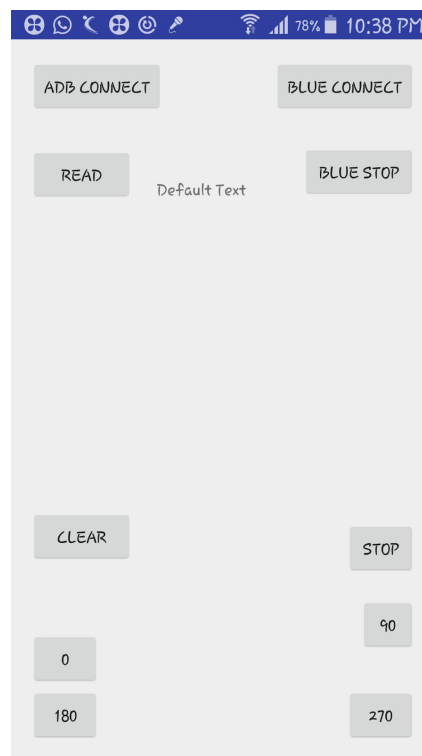 78% 10:38 PM
ADB CONNECT BLUE CONNECT
READ BLUE STOP
Default Text
CLEAR
STOP
90
0
180 270